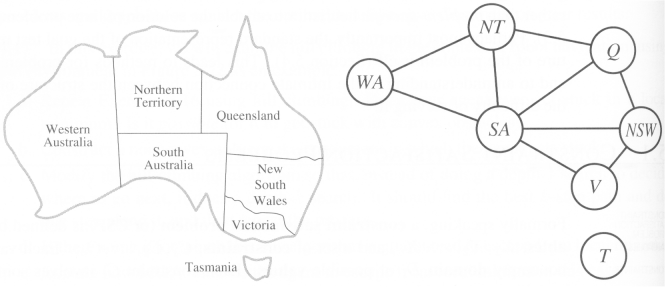 Northern
Territory
Western
Australia
Queensland
South
Australia
New
South
Wales
Victoria
Tasmania
NT
Q
WA
SA
NSW
V
T